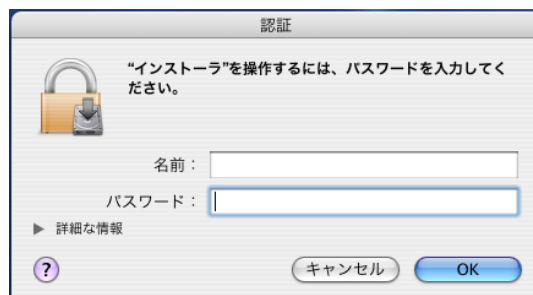 認証
“インストーラ”を操作するには、パスワードを入力してく
ださい。
名前：
パスワード：
▶ 詳細な情報
?
キャンセル
OK